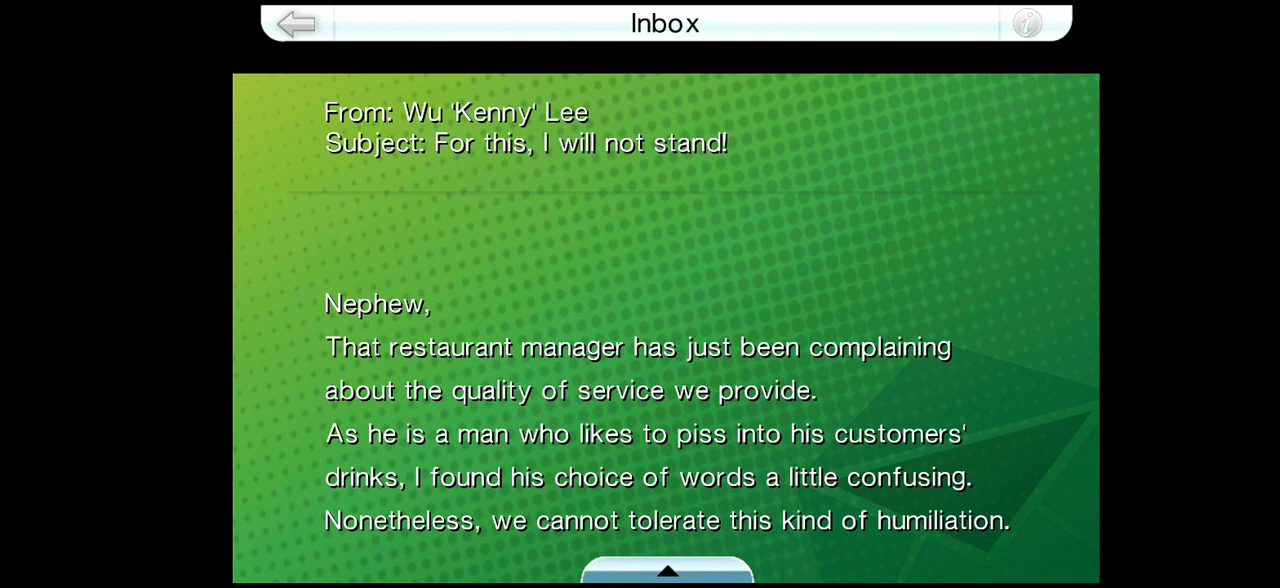 Inbox
From: Wu 'Kenny' Lee
Subject: For this, I will not stand!
Nephew,
That restaurant manager has just been complaining
about the quality of service we provide.
As he is a man who likes to piss into his customers'
drinks, I found his choice of words a little confusing.
Nonetheless, we cannot tolerate this kind of humiliation.